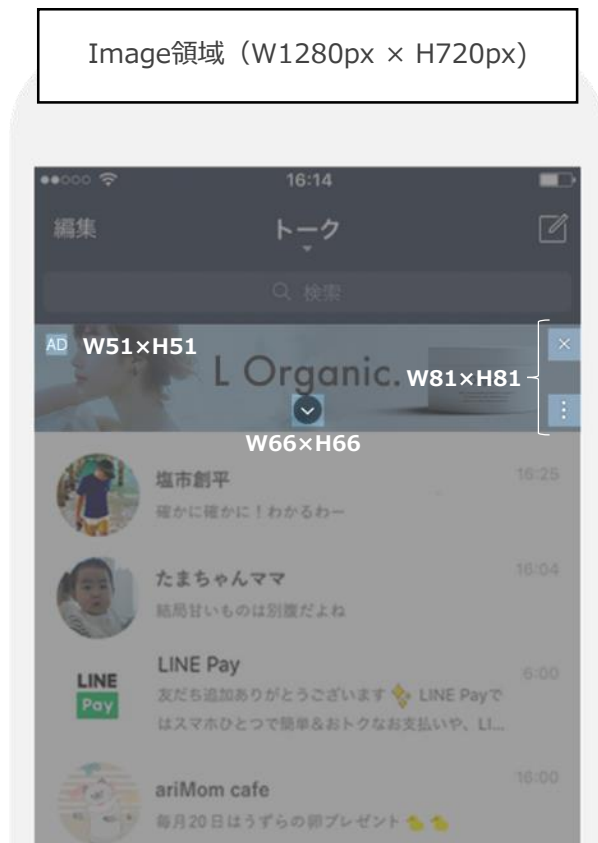 Image領域（W1280px × H720px)
16:14
編集
トーク
検索
AD
W51×H51
L Organic.
W81×H81
W66×H66
塩市創平
16:25
確かに確かに！わかるわー
たまちゃんママ
16:04
結局甘いものは別腹だよね
LINE
Pay
LINE Pay
6:00
友だち追加ありがとうございます✨ LINE Payで
はスマホひとつで簡単&おトクなお支払いや、LI...
ariMom cafe
16:00
毎月20日はうずらの卵プレゼント🐤🐤